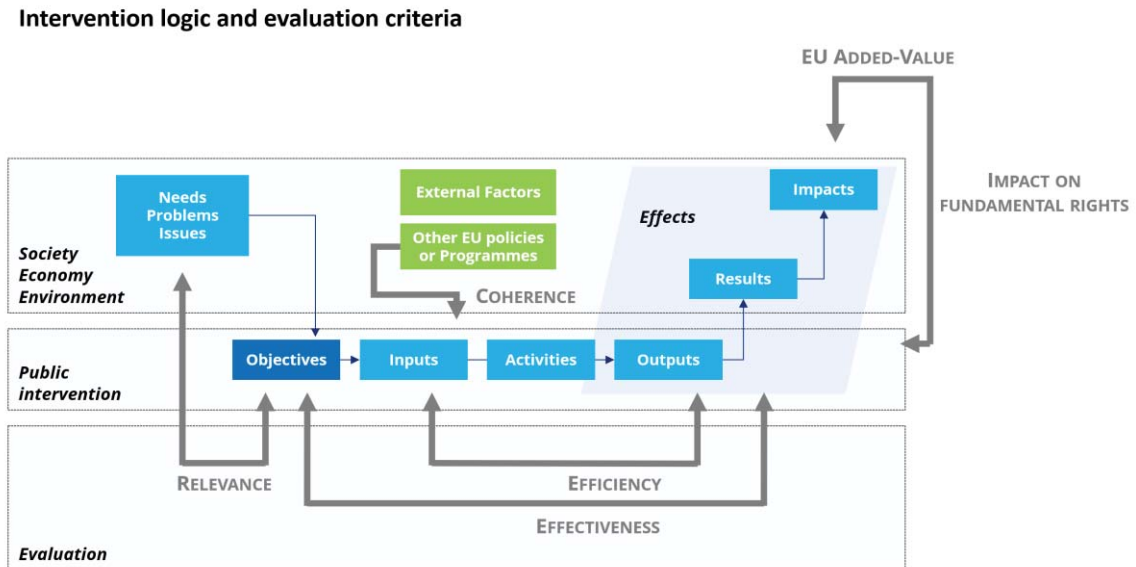 Intervention logic and evaluation criteria
EU ADDED-VALUE
Needs
Problems
Issues
External Factors
Other EU policies
or Programmes
Effects
Impacts
IMPACT ON
FUNDAMENTAL RIGHTS
Society
Economy
Environment
COHERENCE
Results
Public
intervention
Objectives
Inputs
Activities
Outputs
RELEVANCE
EFFICIENCY
EFFECTIVENESS
Evaluation